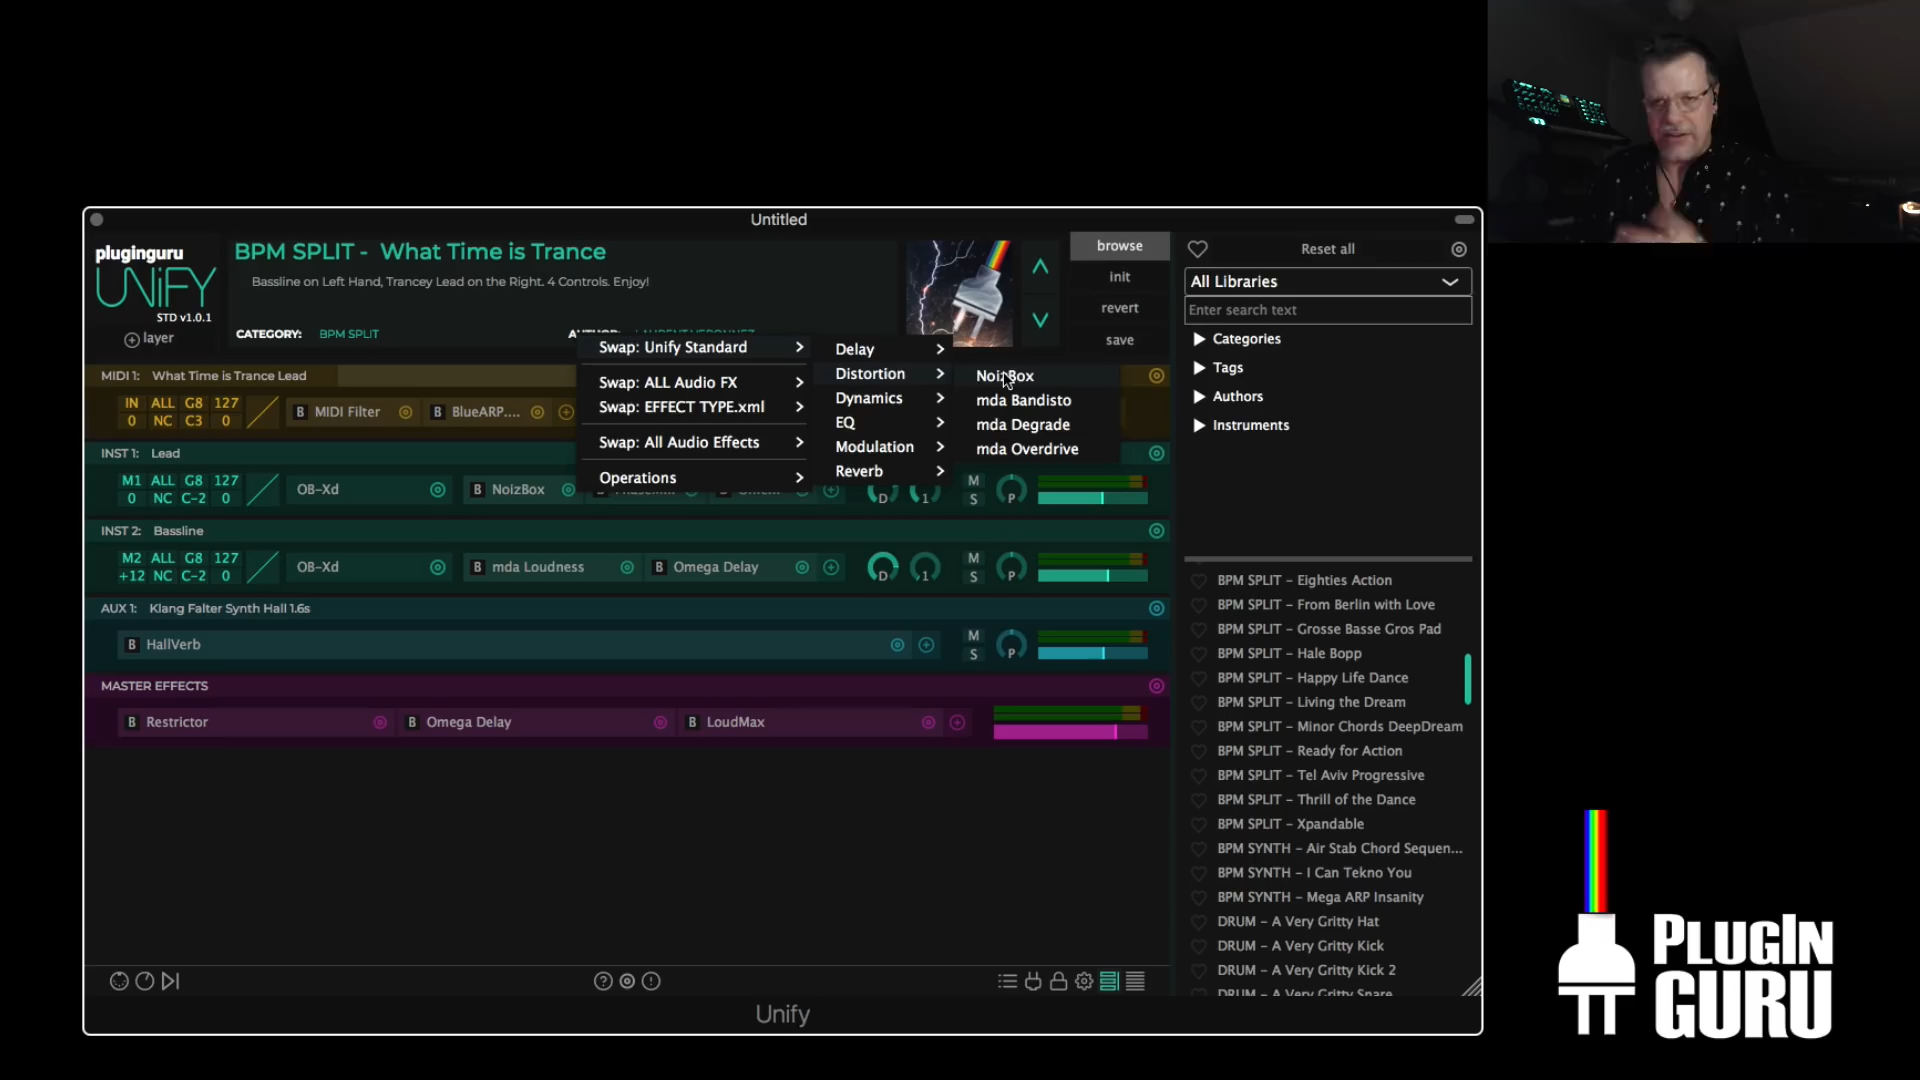 Untitled
pluginguru
UNiFY
STD v1.0.1
layer
BPM SPLIT - What Time is Trance
Bassline on Left Hand, Trancey Lead on the Right. 4 Controls. Enjoy!
CATEGORY: BPM SPLIT
browse
init
revert
save
Reset all
All Libraries
Enter search text
Categories
Tags
Authors
Instruments
Swap: Unify Standard
Swap: ALL Audio FX
Swap: EFFECT TYPE.xml
Swap: All Audio Effects
Operations
Delay
Distortion
Dynamics
EQ
Modulation
Reverb
NoizBox
mda Bandisto
mda Degrade
mda Overdrive
MIDI 1: What Time is Trance Lead
IN ALL G8 127
0 NC C3 0
B MIDI Filter
B BlueARP....
INST 1: Lead
M1 ALL G8 127
0 NC C-2 0
OB-Xd
B NoizBox
D 1
M
S
P
INST 2: Bassline
M2 ALL G8 127
+12 NC C-2 0
OB-Xd
B mda Loudness
B Omega Delay
D 1
M
S
P
AUX 1: Klang Falter Synth Hall 1.6s
B HallVerb
M
S
P
MASTER EFFECTS
B Restrictor
B Omega Delay
B LoudMax
BPM SPLIT – Eighties Action
BPM SPLIT – From Berlin with Love
BPM SPLIT – Grosse Basse Gros Pad
BPM SPLIT – Hale Bopp
BPM SPLIT – Happy Life Dance
BPM SPLIT – Living the Dream
BPM SPLIT – Minor Chords DeepDream
BPM SPLIT – Ready for Action
BPM SPLIT – Tel Aviv Progressive
BPM SPLIT – Thrill of the Dance
BPM SPLIT – Xpandable
BPM SYNTH – Air Stab Chord Sequen...
BPM SYNTH – I Can Tekno You
BPM SYNTH – Mega ARP Insanity
DRUM – A Very Gritty Hat
DRUM – A Very Gritty Kick
DRUM – A Very Gritty Kick 2
DRUM – A Very Gritty Snare
Unify
PLUGIN
GURU